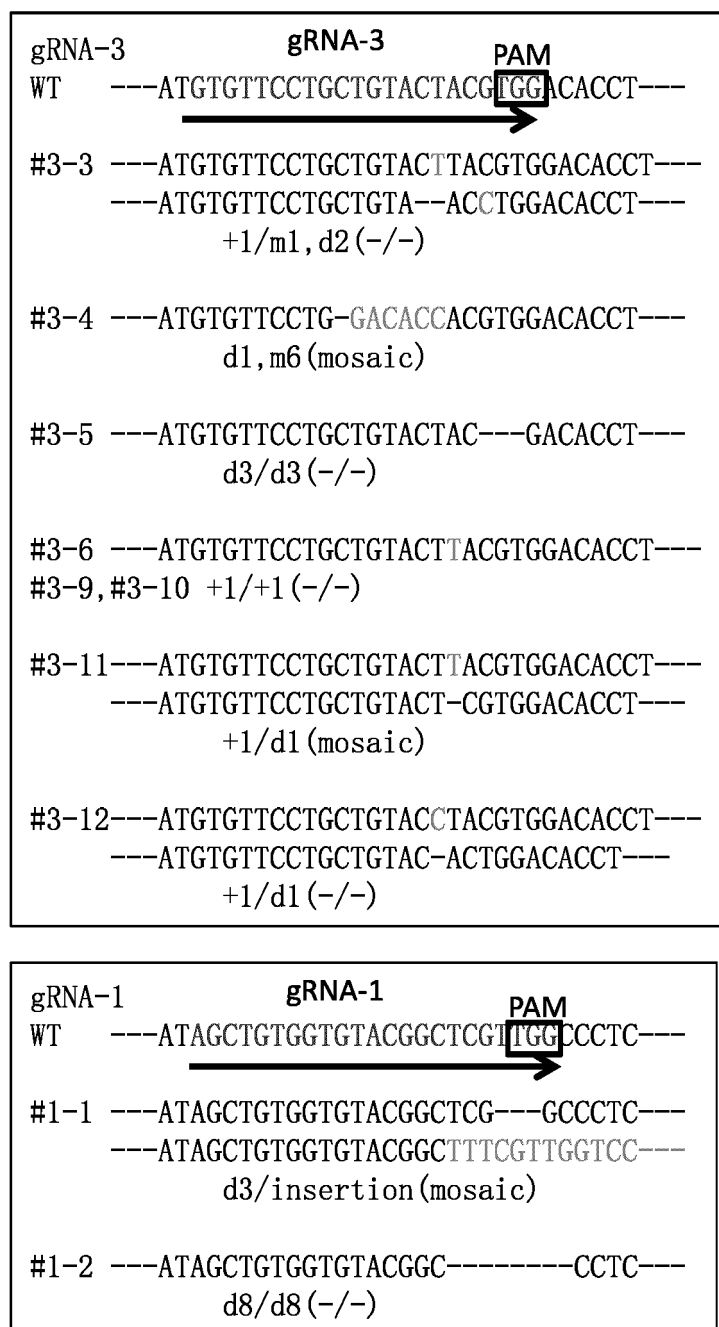 gRNA-3 gRNA-3 PAM
WT ---ATGTGTTCCTGCTGTACTACGTGGACACCT---
#3-3 ---ATGTGTTCCTGCTGTACTTACGTGGACACCT---
---ATGTGTTCCTGCTGTA--ACCTGGACACCT---
+1/m1,d2(-/-)
#3-4 ---ATGTGTTCCTG-GACACCACGTGGACACCT---
d1,m6(mosaic)
#3-5 ---ATGTGTTCCTGCTGTACTAC---GACACCT---
d3/d3(-/-)
#3-6 ---ATGTGTTCCTGCTGTACTTACGTGGACACCT---
#3-9,#3-10 +1/+1(-/-)
#3-11---ATGTGTTCCTGCTGTACTTACGTGGACACCT---
---ATGTGTTCCTGCTGTACT-CGTGGACACCT---
+1/d1(mosaic)
#3-12---ATGTGTTCCTGCTGTACCTACGTGGACACCT---
---ATGTGTTCCTGCTGTAC-ACTGGACACCT---
+1/d1(-/-)
gRNA-1 gRNA-1 PAM
WT ---ATAGCTGTGGTGTACGGCTCGTTGGCCCTC---
#1-1 ---ATAGCTGTGGTGTACGGCTCG---GCCCTC---
---ATAGCTGTGGTGTACGGCTTTCGTTGGTCC---
d3/insertion(mosaic)
#1-2 ---ATAGCTGTGGTGTACGGC--------CCTC---
d8/d8(-/-)